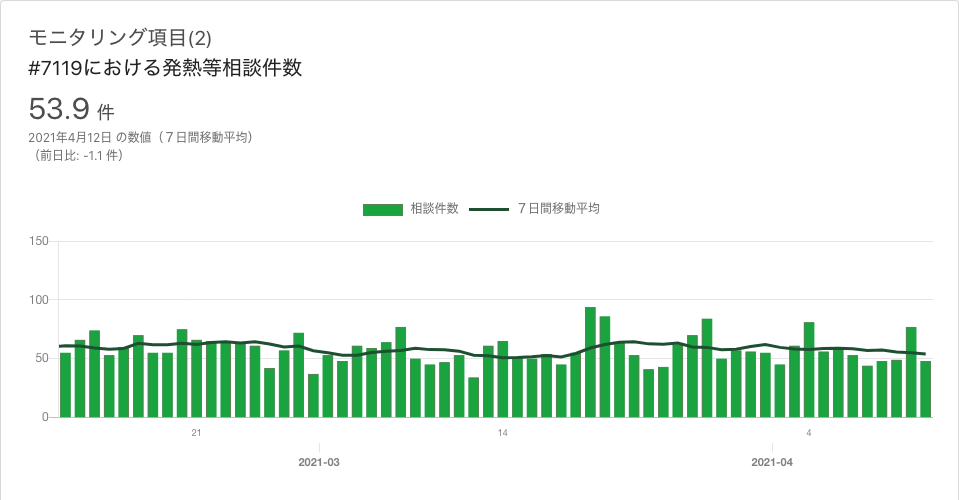 モニタリング項目(2)
#7119における発熱等相談件数
53.9 件
2021年4月12日 の数値（７日間移動平均）
（前日比: -1.1 件）
相談件数 ７日間移動平均
150
100
50
0
21 14 4
2021-03 2021-04